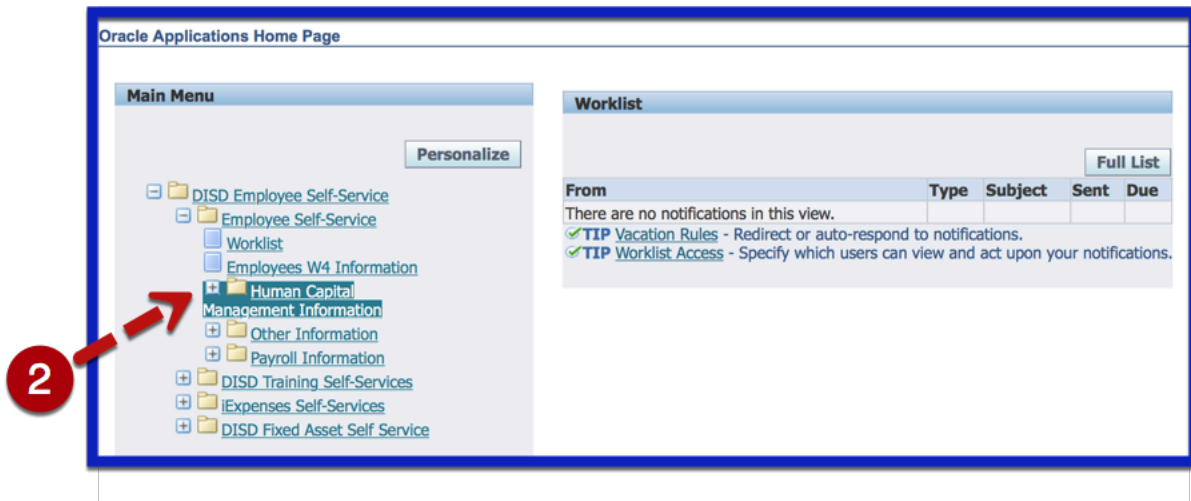 Oracle Applications Home Page
Main Menu
Personalize
DISD Employee Self-Service
Employee Self-Service
Worklist
Employees W4 Information
Human Capital
Management Information
Other Information
Payroll Information
DISD Training Self-Services
iExpenses Self-Services
DISD Fixed Asset Self Service
2
Worklist
Full List
From Type Subject Sent Due
There are no notifications in this view.
TIP Vacation Rules - Redirect or auto-respond to notifications.
TIP Worklist Access - Specify which users can view and act upon your notifications.